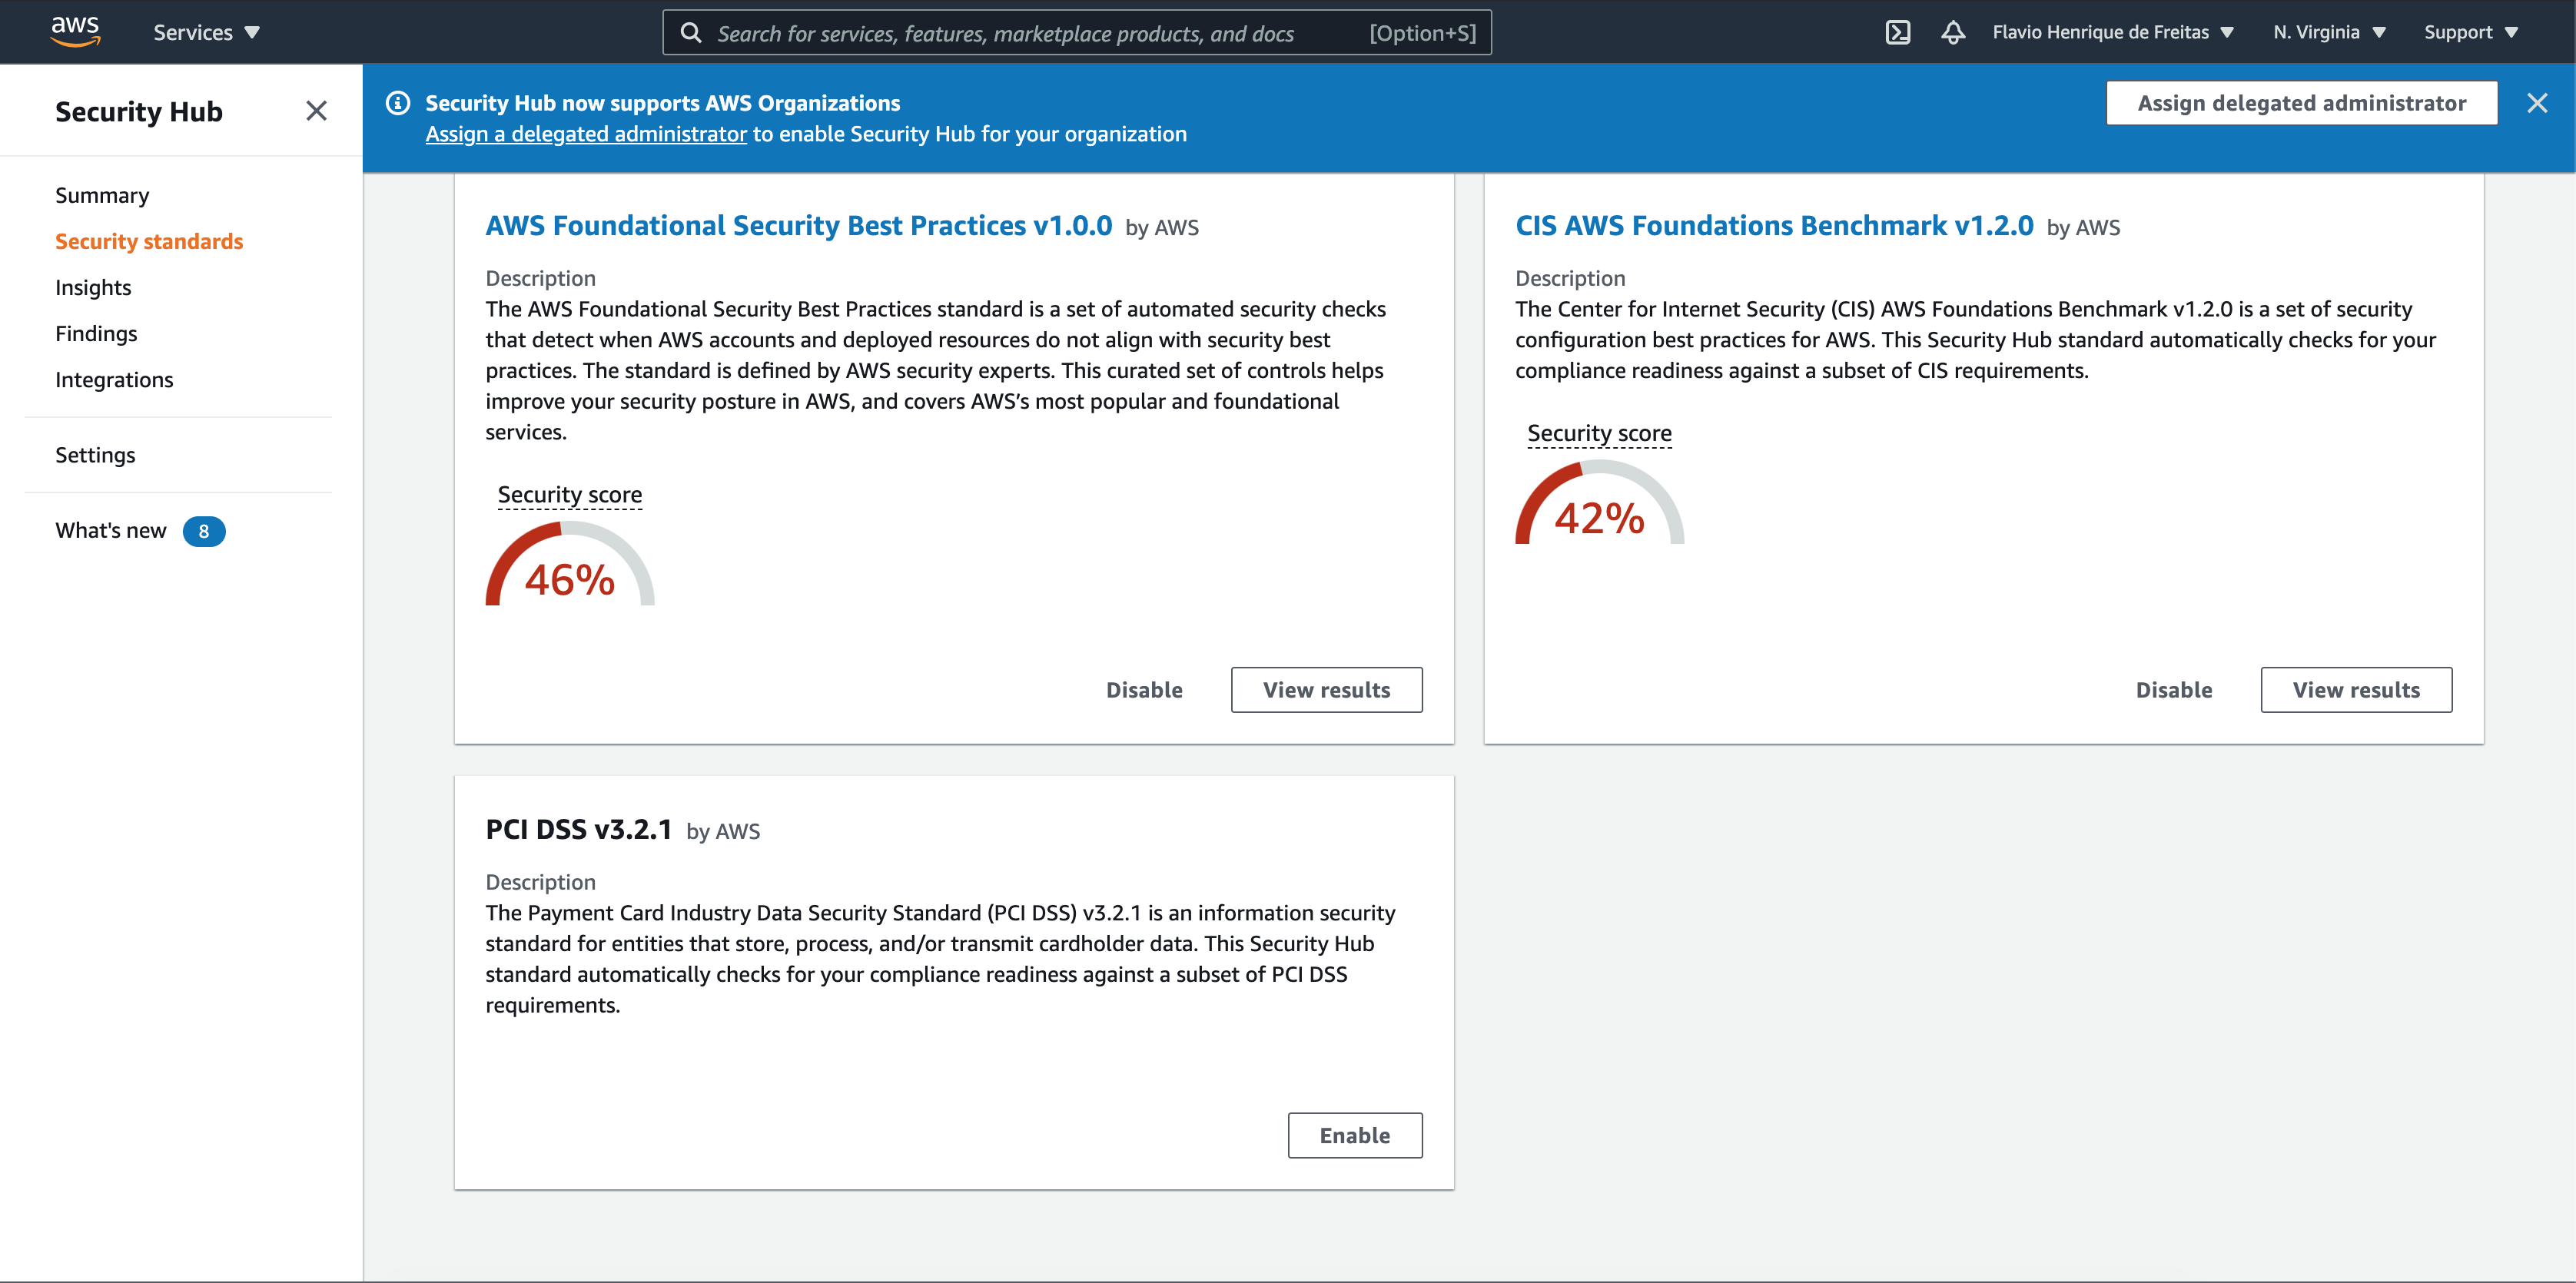 aws
Services
Search for services, features, marketplace products, and docs
[Option+S]
Flavio Henrique de Freitas
N. Virginia
Support
Security Hub
Summary
Security standards
Insights
Findings
Integrations
Settings
What's new 8
Security Hub now supports AWS Organizations
Assign a delegated administrator to enable Security Hub for your organization
Assign delegated administrator
AWS Foundational Security Best Practices v1.0.0 by AWS
Description
The AWS Foundational Security Best Practices standard is a set of automated security checks
that detect when AWS accounts and deployed resources do not align with security best
practices. The standard is defined by AWS security experts. This curated set of controls helps
improve your security posture in AWS, and covers AWS’s most popular and foundational
services.
Security score
46%
Disable
View results
CIS AWS Foundations Benchmark v1.2.0 by AWS
Description
The Center for Internet Security (CIS) AWS Foundations Benchmark v1.2.0 is a set of security
configuration best practices for AWS. This Security Hub standard automatically checks for your
compliance readiness against a subset of CIS requirements.
Security score
42%
Disable
View results
PCI DSS v3.2.1 by AWS
Description
The Payment Card Industry Data Security Standard (PCI DSS) v3.2.1 is an information security
standard for entities that store, process, and/or transmit cardholder data. This Security Hub
standard automatically checks for your compliance readiness against a subset of PCI DSS
requirements.
Enable